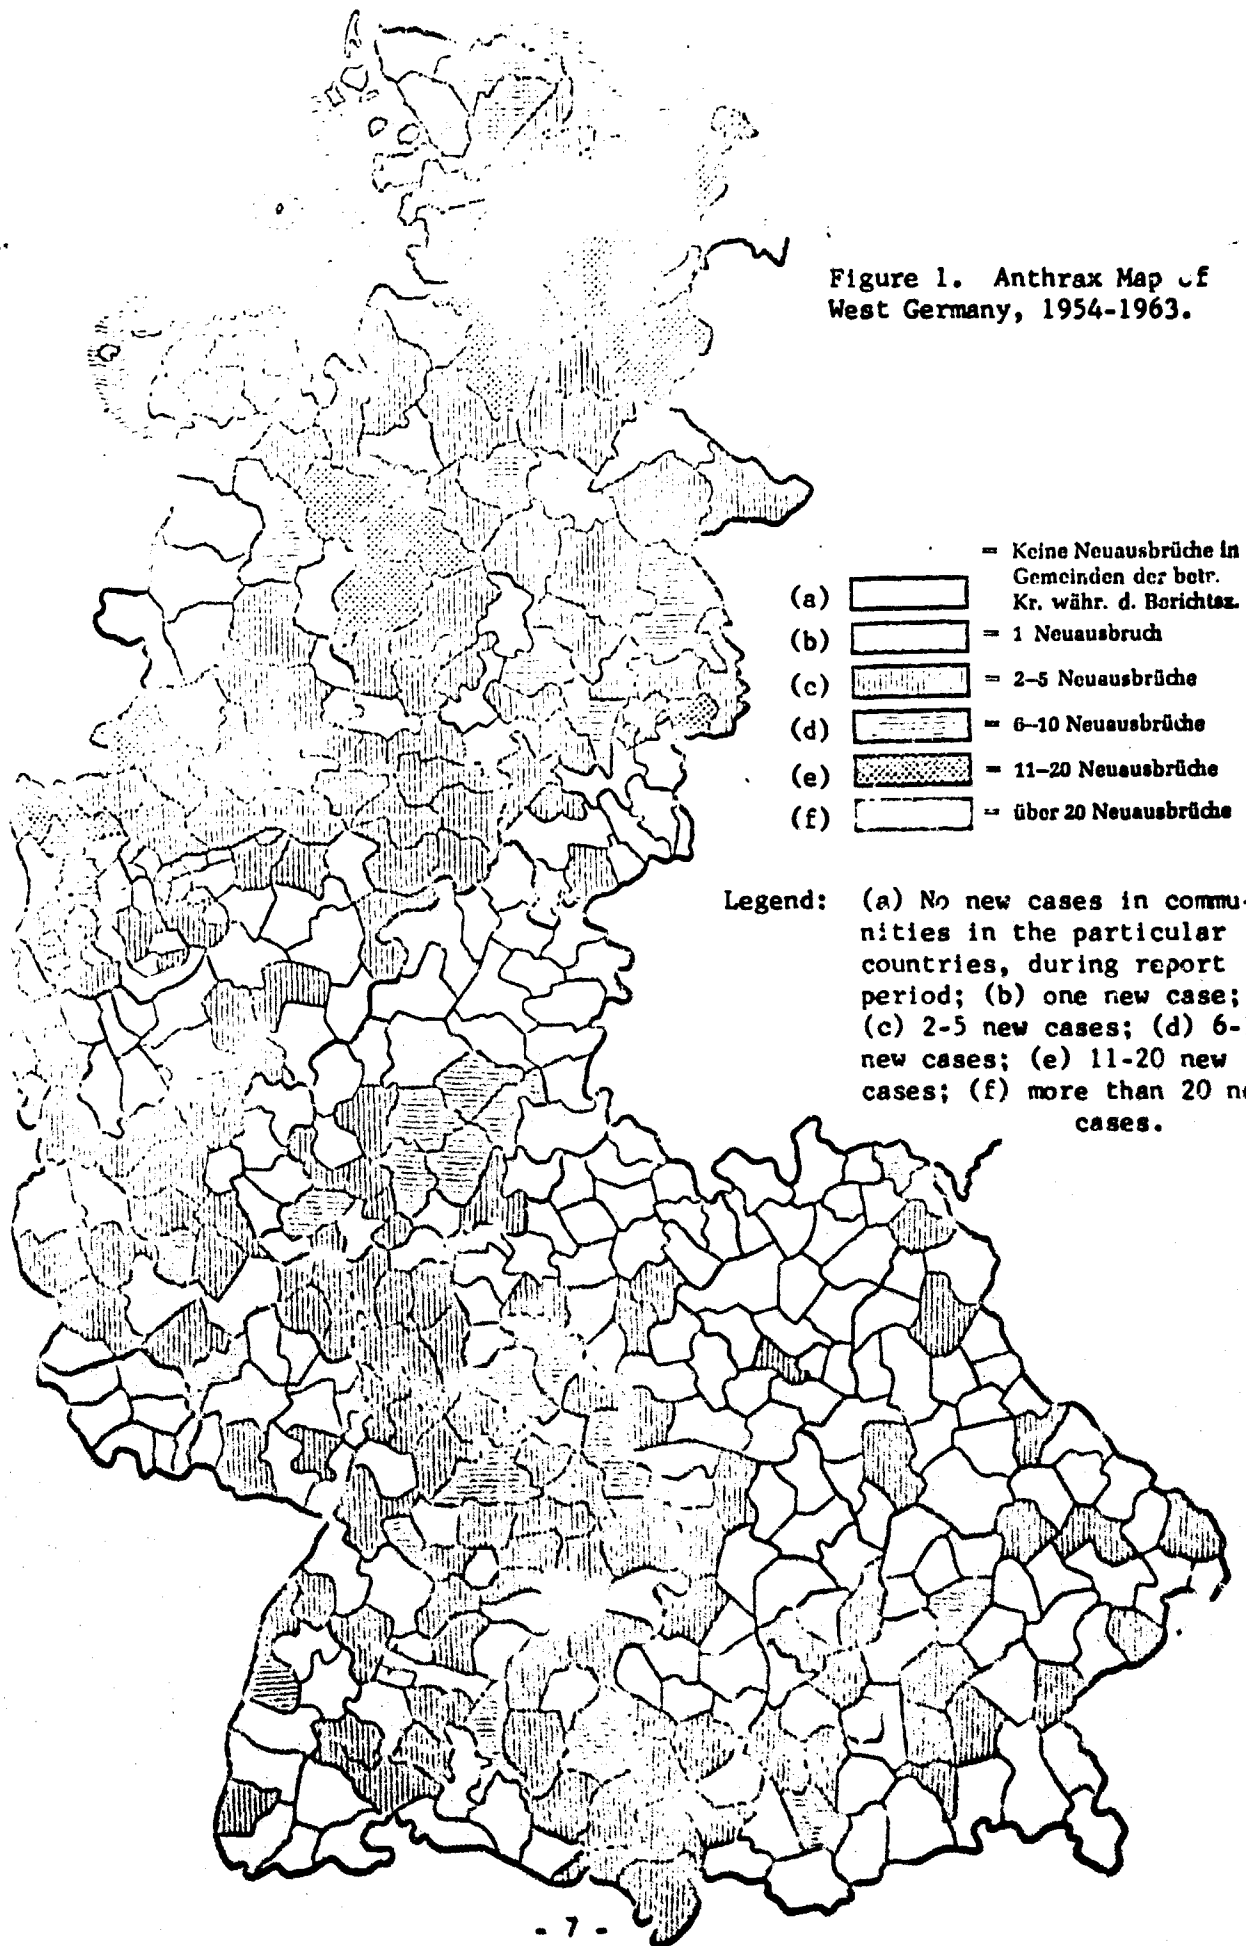 Figure 1. Anthrax Map of
West Germany, 1954-1963.
= Keine Neuausbrüche in
Gemeinden der betr.
(a) Kr. währ. d. Berichtsz.
(b) = 1 Neuausbruch
(c) = 2-5 Neuausbrüche
(d) = 6-10 Neuausbrüche
(e) = 11-20 Neuausbrüche
(f) = über 20 Neuausbrüche
Legend: (a) No new cases in commu-
nities in the particular
countries, during report
period; (b) one new case;
(c) 2-5 new cases; (d) 6-
new cases; (e) 11-20 new
cases; (f) more than 20
cases.
- 7 -